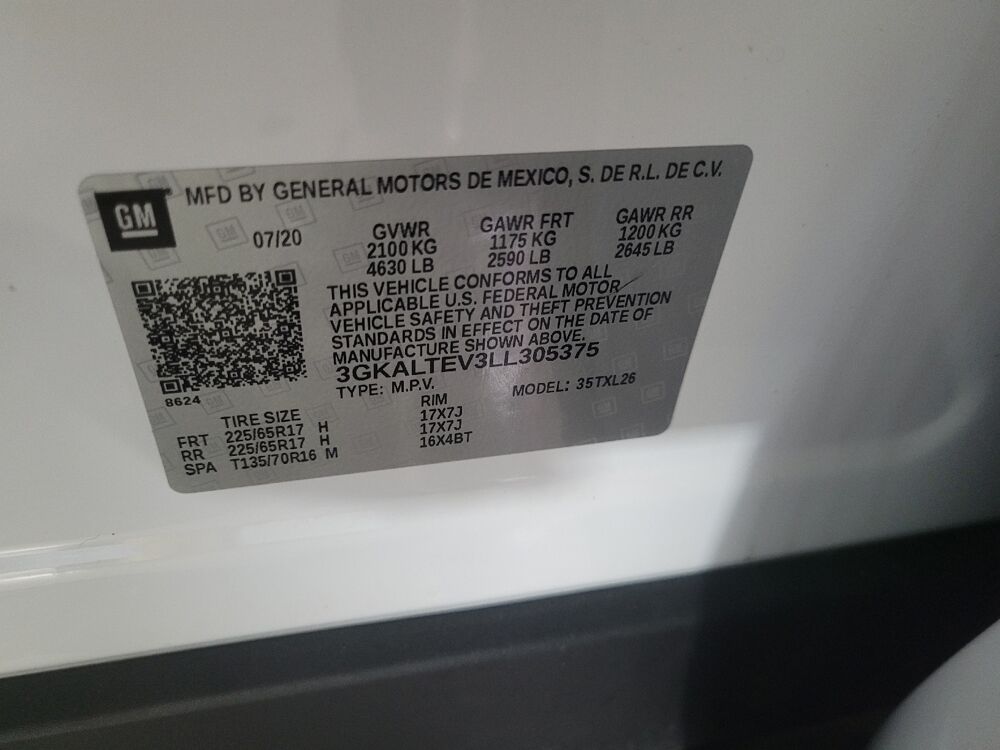 GM
MFD BY GENERAL MOTORS DE MEXICO, S. DE R.L. DE C.V.
07/20
GVWR GAWR FRT GAWR RR
2100 KG 1175 KG 1200 KG
4630 LB 2590 LB 2645 LB
THIS VEHICLE CONFORMS TO ALL
APPLICABLE U.S. FEDERAL MOTOR
VEHICLE SAFETY AND THEFT PREVENTION
STANDARDS IN EFFECT ON THE DATE OF
MANUFACTURE SHOWN ABOVE.
3GKALTEV3LL305375
TYPE: M.P.V. MODEL: 35TXL26
8624
TIRE SIZE RIM
FRT 225/65R17 H 17X7J
RR 225/65R17 H 17X7J
SPA T135/70R16 M 16X4BT